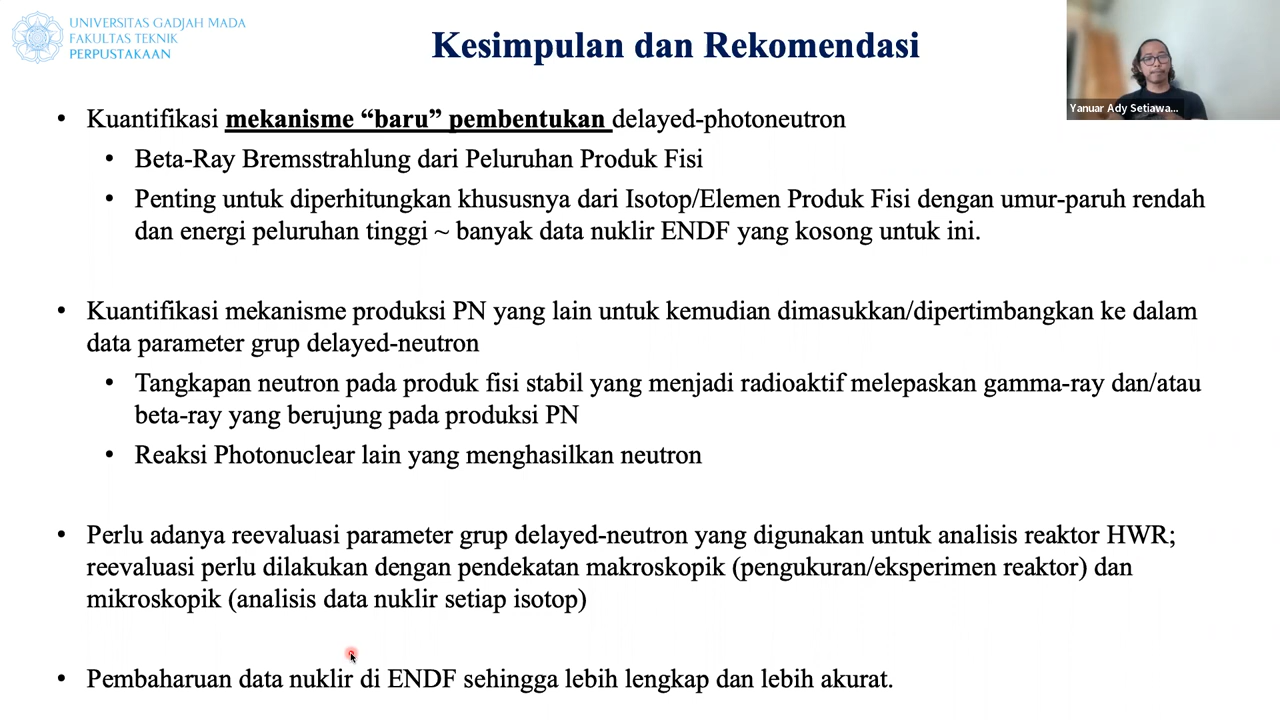 UNIVERSITAS GADJAH MADA
FAKULTAS TEKNIK
PERPUSTAKAAN
Kesimpulan dan Rekomendasi
Yanuar Ady Setiawa...
• Kuantifikasi mekanisme “baru” pembentukan delayed-photoneutron
• Beta-Ray Bremsstrahlung dari Peluruhan Produk Fisi
• Penting untuk diperhitungkan khususnya dari Isotop/Elemen Produk Fisi dengan umur-paruh rendah
dan energi peluruhan tinggi ~ banyak data nuklir ENDF yang kosong untuk ini.
• Kuantifikasi mekanisme produksi PN yang lain untuk kemudian dimasukkan/dipertimbangkan ke dalam
data parameter grup delayed-neutron
• Tangkapan neutron pada produk fisi stabil yang menjadi radioaktif melepaskan gamma-ray dan/atau
beta-ray yang berujung pada produksi PN
• Reaksi Photonuclear lain yang menghasilkan neutron
• Perlu adanya reevaluasi parameter grup delayed-neutron yang digunakan untuk analisis reaktor HWR;
reevaluasi perlu dilakukan dengan pendekatan makroskopik (pengukuran/eksperimen reaktor) dan
mikroskopik (analisis data nuklir setiap isotop)
• Pembaharuan data nuklir di ENDF sehingga lebih lengkap dan lebih akurat.